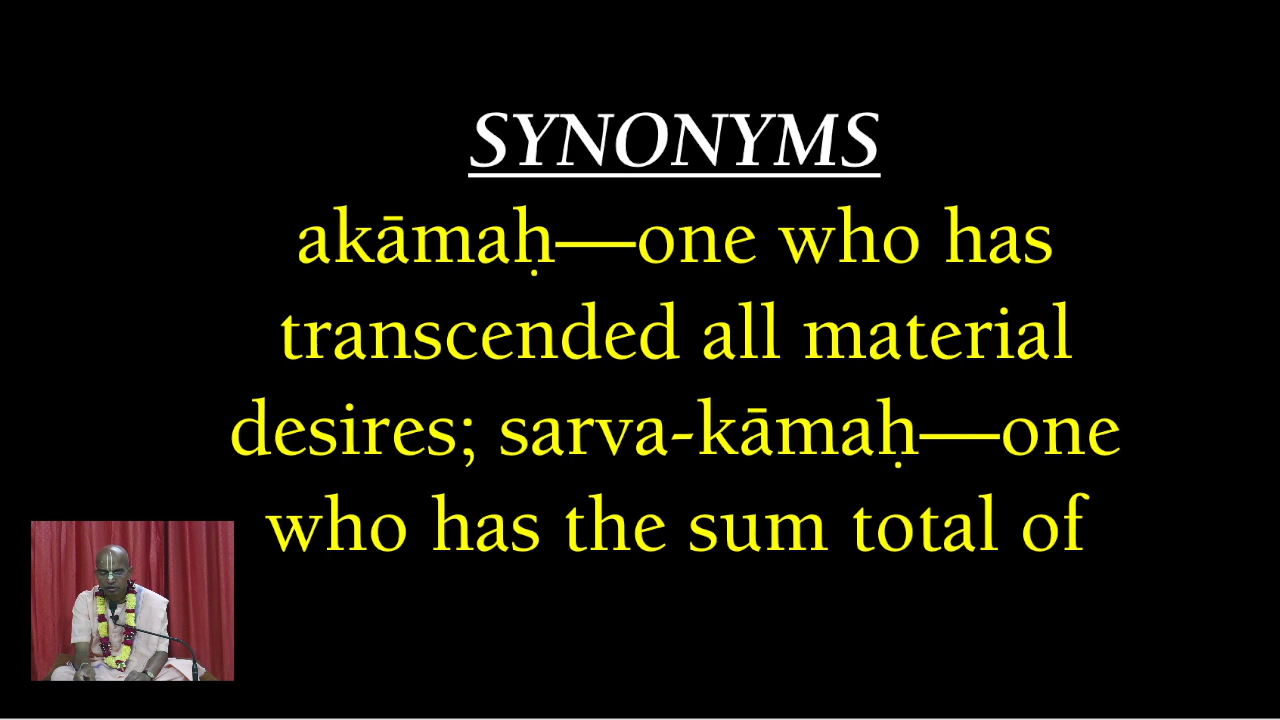 SYNONYMS
akāmaḥ—one who has
transcended all material
desires; sarva-kāmaḥ—one
who has the sum total of